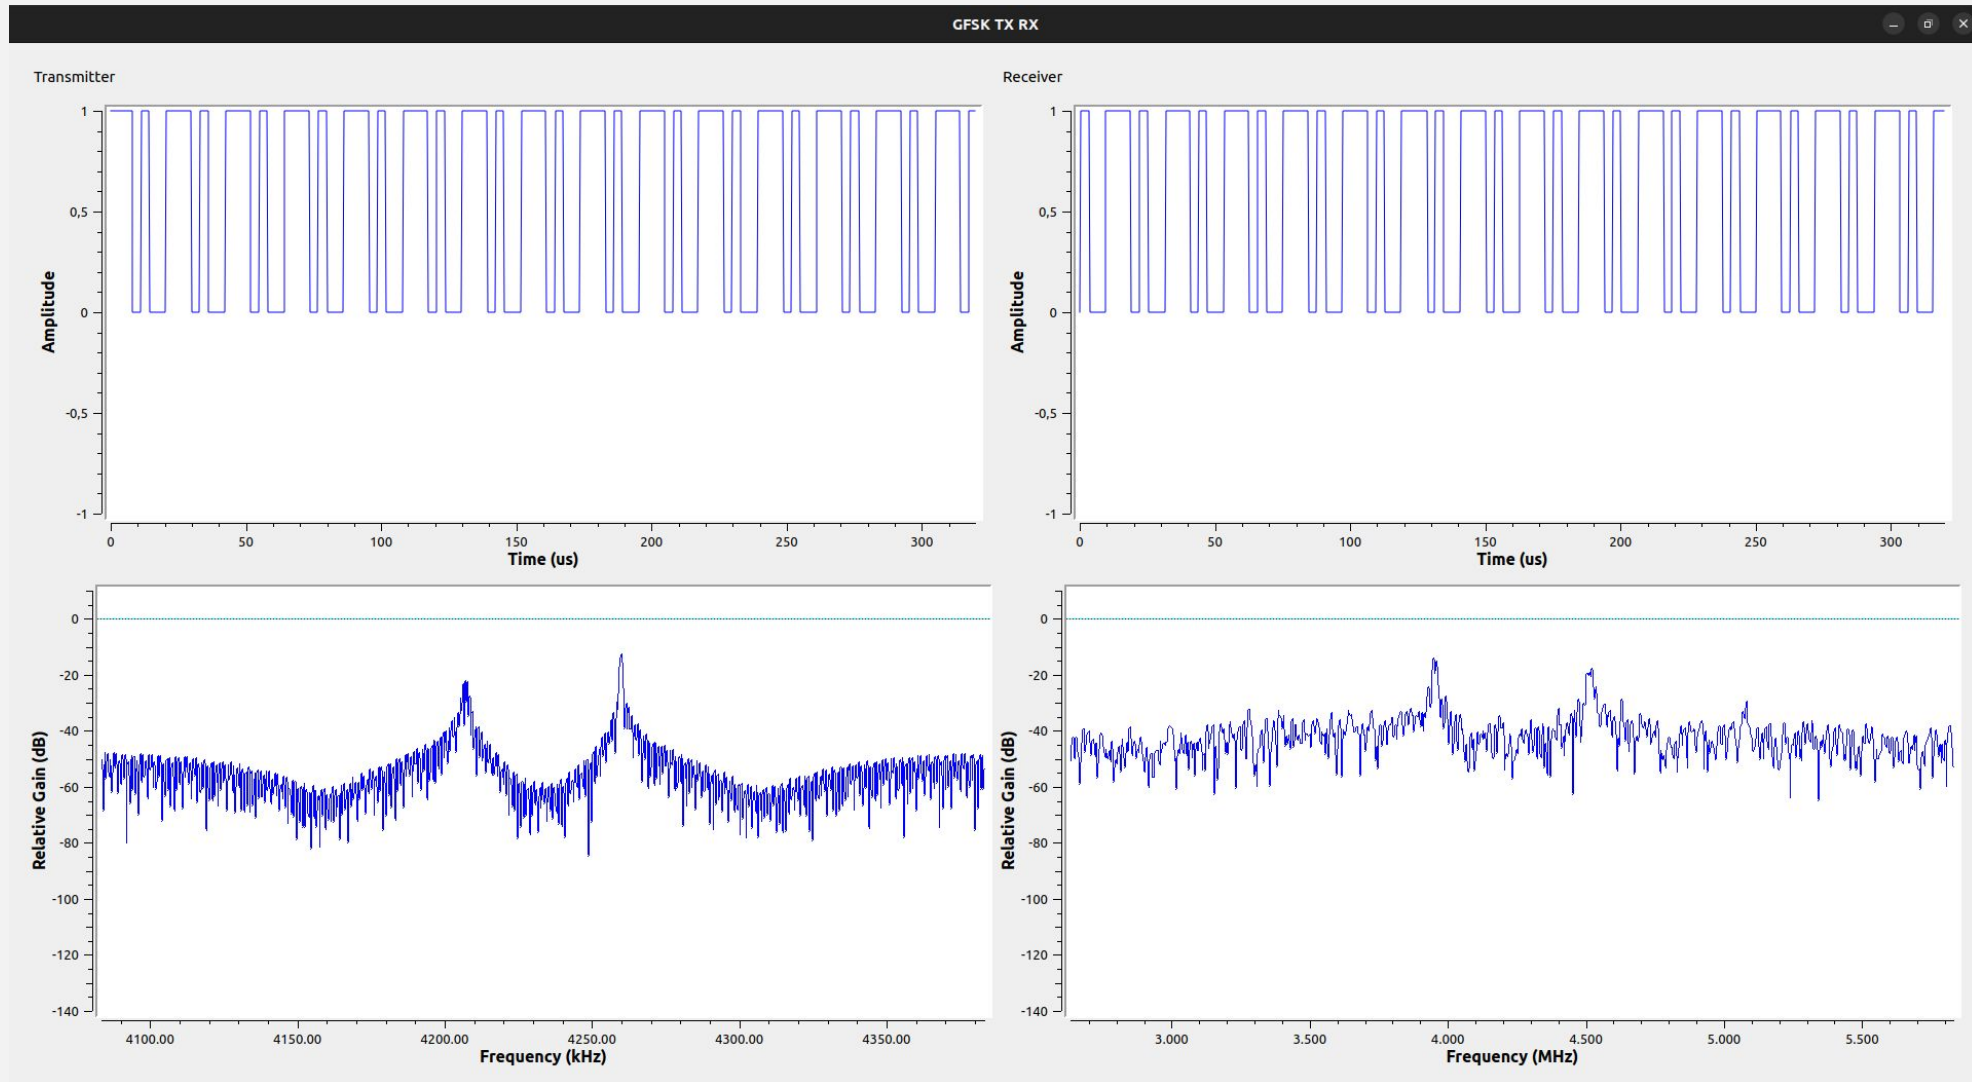 GFSK TX RX
Transmitter
1
0,5
0
-0,5
-1
Amplitude
0 50 100 150 200 250 300
Time (us)
Receiver
1
0,5
0
-0,5
-1
Amplitude
0 50 100 150 200 250 300
Time (us)
0
-20
-40
-60
-80
-100
-120
-140
Relative Gain (dB)
4100.00 4150.00 4200.00 4250.00 4300.00 4350.00
Frequency (kHz)
0
-20
-40
-60
-80
-100
-120
-140
Relative Gain (dB)
3.000 3.500 4.000 4.500 5.000 5.500
Frequency (MHz)